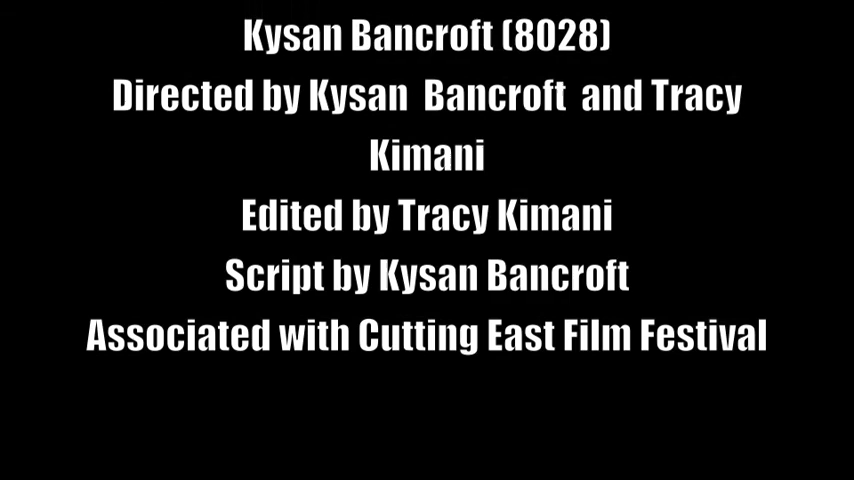 Kysan Bancroft (8028)
Directed by Kysan Bancroft and Tracy
Kimani
Edited by Tracy Kimani
Script by Kysan Bancroft
Associated with Cutting East Film Festival